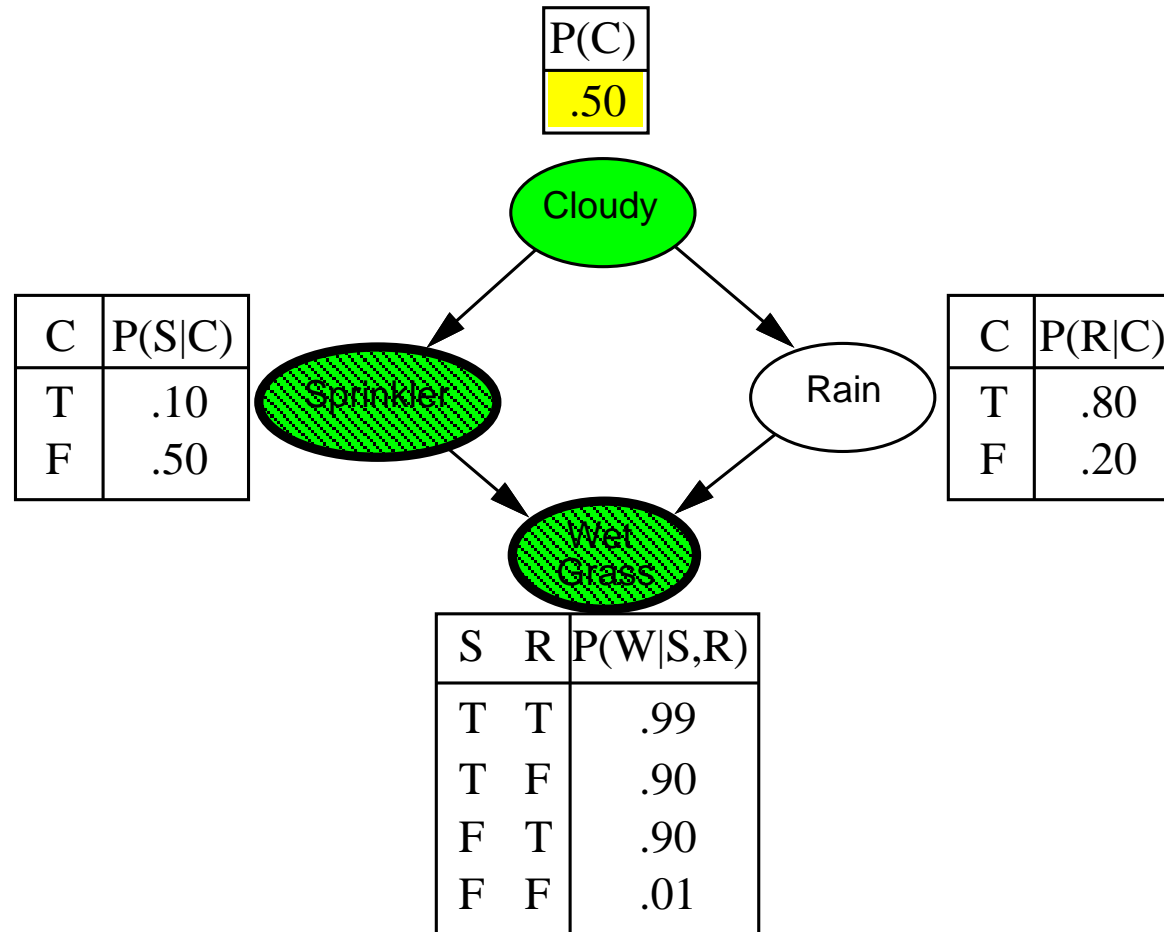 P(C)
.50
Cloudy
C P(S|C)
T .10
F .50
Sprinkler
Rain
C P(R|C)
T .80
F .20
Wet
Grass
S R P(W|S,R)
T T .99
T F .90
F T .90
F F .01